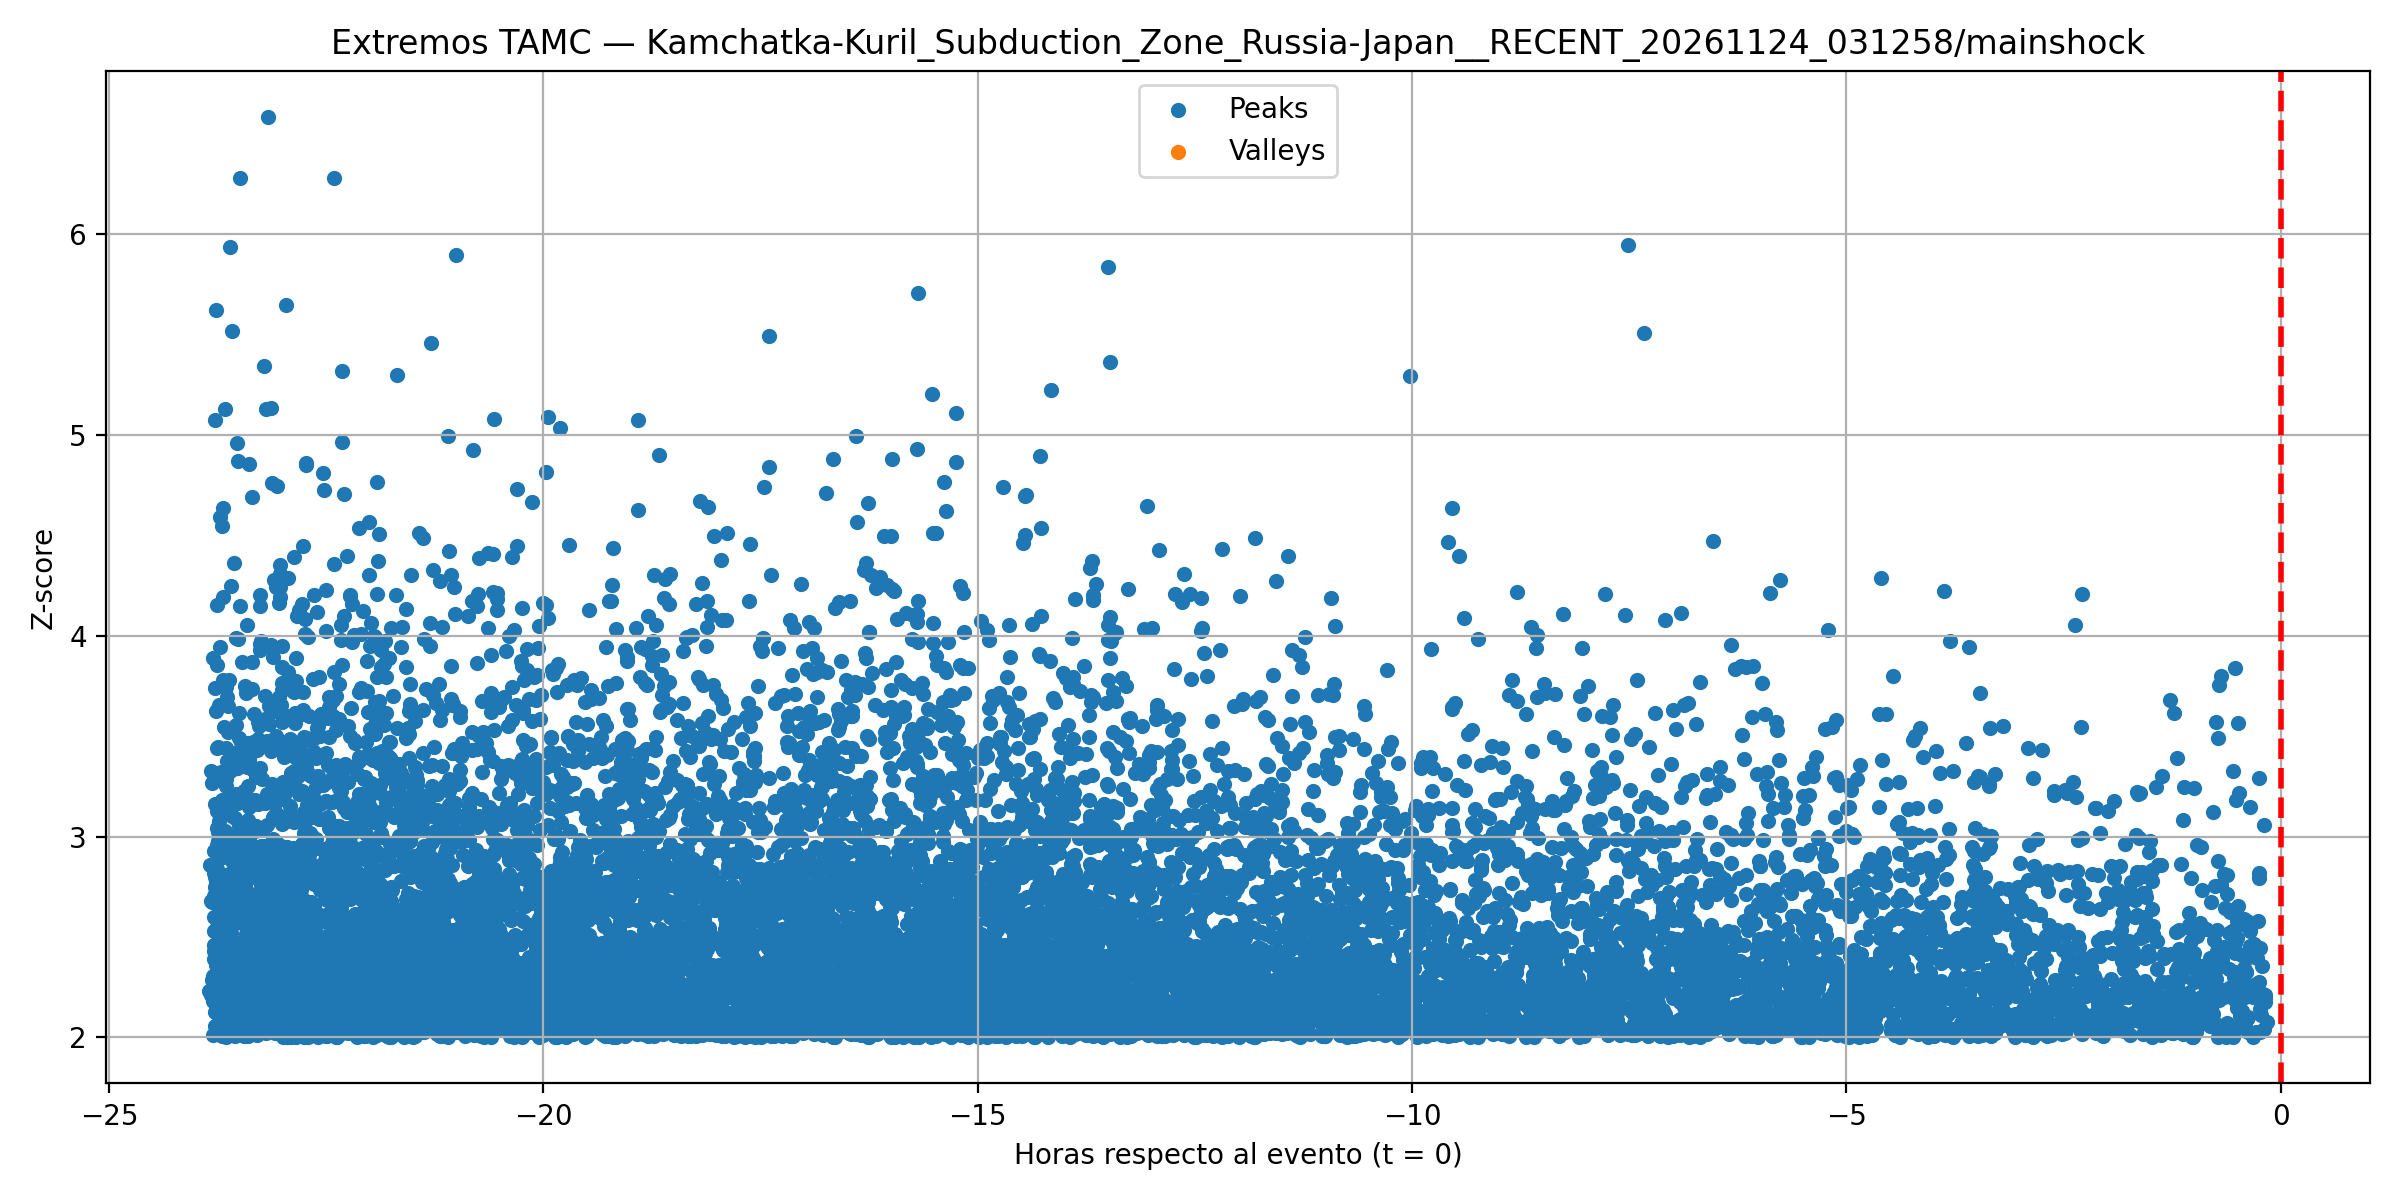 Extremos TAMC — Kamchatka-Kuril_Subduction_Zone_Russia-Japan__RECENT_20261124_031258/mainshock
Peaks
Valleys
Z-score
6
5
4
3
2
−25
−20
−15
−10
−5
0
Horas respecto al evento (t = 0)